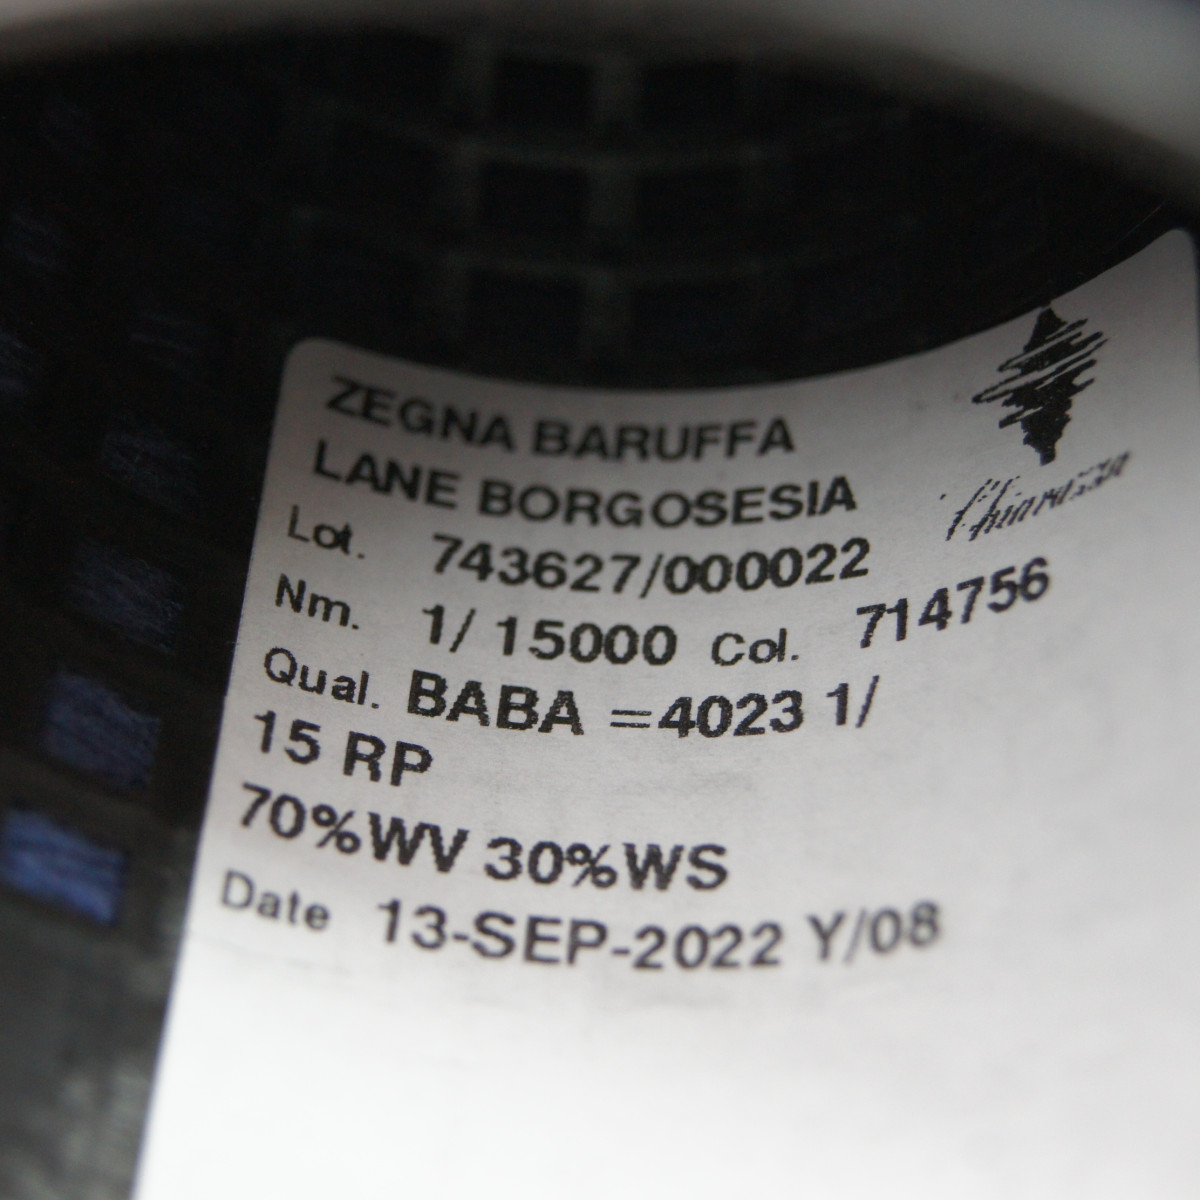 ZEGNA BARUFFA
LANE BORGOSESIA
Lot. 743627/000022
Nm. 1/ 15000 Col. 714756
Qual. BABA =4023 1/
15 RP
70%WV 30%WS
Date 13-SEP-2022 Y/08